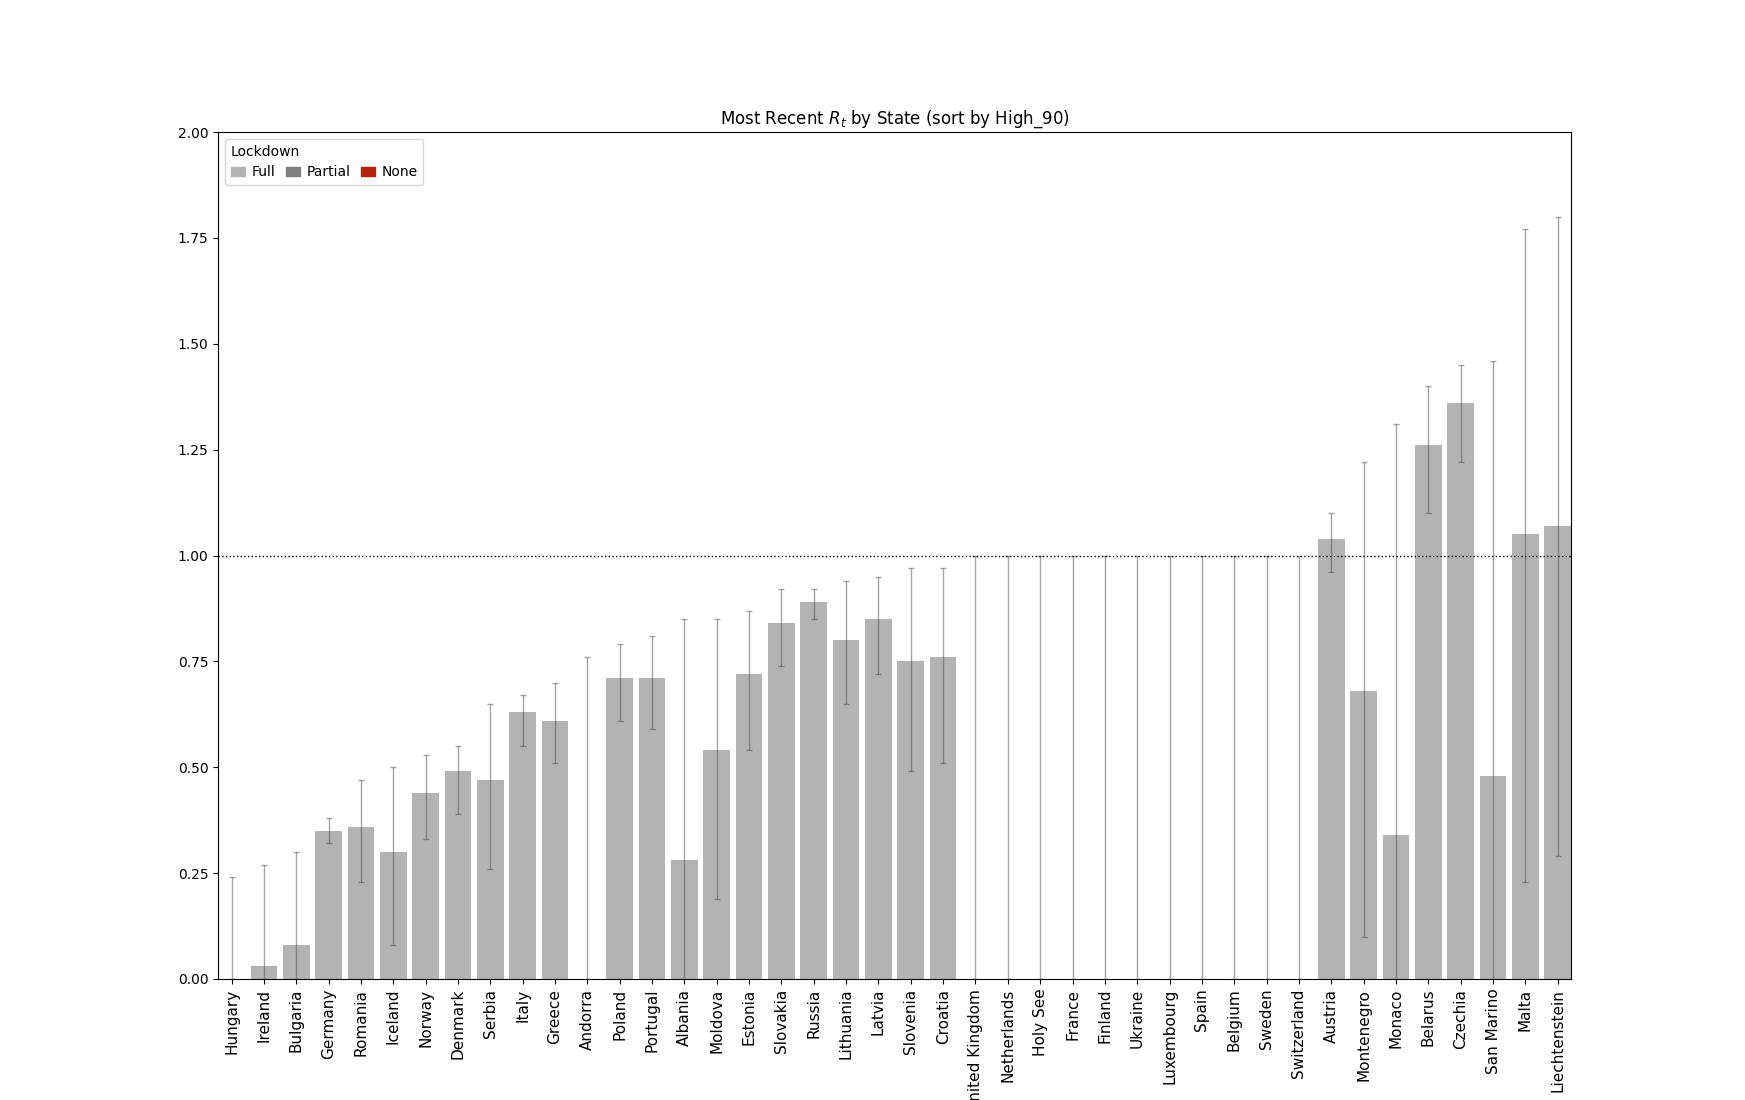 Most Recent Rt by State (sort by High_90)
Lockdown
Full Partial None
2.00
1.75
1.50
1.25
1.00
0.75
0.50
0.25
0.00
Hungary
Ireland
Bulgaria
Germany
Romania
Iceland
Norway
Denmark
Serbia
Italy
Greece
Andorra
Poland
Portugal
Albania
Moldova
Estonia
Slovakia
Russia
Lithuania
Latvia
Slovenia
Croatia
nited Kingdom
Netherlands
Holy See
France
Finland
Ukraine
Luxembourg
Spain
Belgium
Sweden
Switzerland
Austria
Montenegro
Monaco
Belarus
Czechia
San Marino
Malta
Liechtenstein